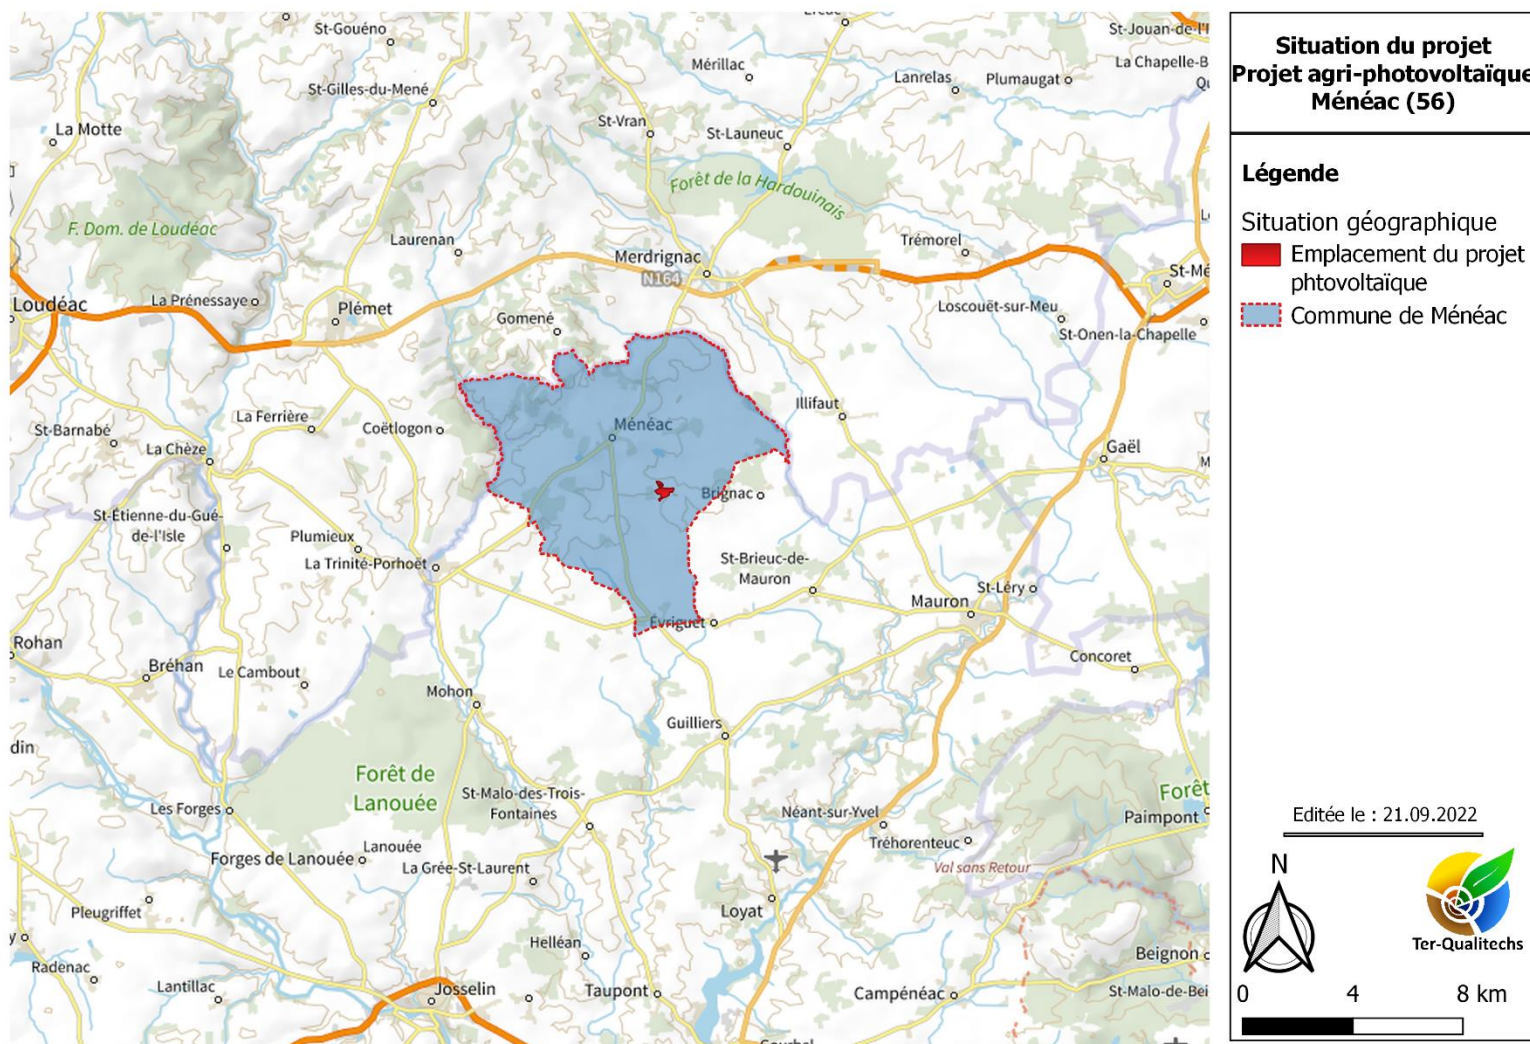 St-Gouéno
St-Jouan-de-l'I
Mérillac
La Chapelle-B
Lanrelas
Plumaugat
St-Gilles-du-Mené
St-Vran
St-Launeuc
La Motte
Forêt de la Hardouinais
F. Dom. de Loudéac
Laurenan
Trémorel
Merdrignac
N164
St-Mé
Loudéac
La Prénessaye
Plémet
Gomené
Loscouët-sur-Meu
St-Onen-la-Chapelle
Illifaut
La Ferrière
Coëtlogon
Ménéac
St-Barnabé
La Chèze
Gaël
Brignac
St-Étienne-du-Gué-
de-l'Isle
Plumieux
La Trinité-Porhoët
St-Brieuc-de-
Mauron
St-Léry
Mauron
Évriguet
Rohan
Bréhan
Le Cambout
Concoret
Mohon
Guilliers
din
Forêt de
Lanouée
St-Malo-des-Trois-
Fontaines
Les Forges
Néant-sur-Yvel
Forêt
Paimpont
Tréhorenteuc
Forges de Lanouée
Lanouée
La Grée-St-Laurent
Val sans Retour
Pleugriffet
Loyat
Helléan
Beignon
Radenac
Lantillac
Josselin
Taupont
Campénéac
St-Malo-de-Bei
Situation du projet
Projet agri-photovoltaïque
Ménéac (56)
Légende
Situation géographique
Emplacement du projet
phtovoltaïque
Commune de Ménéac
Editée le : 21.09.2022
N
Ter-Qualitechs
0 4 8 km